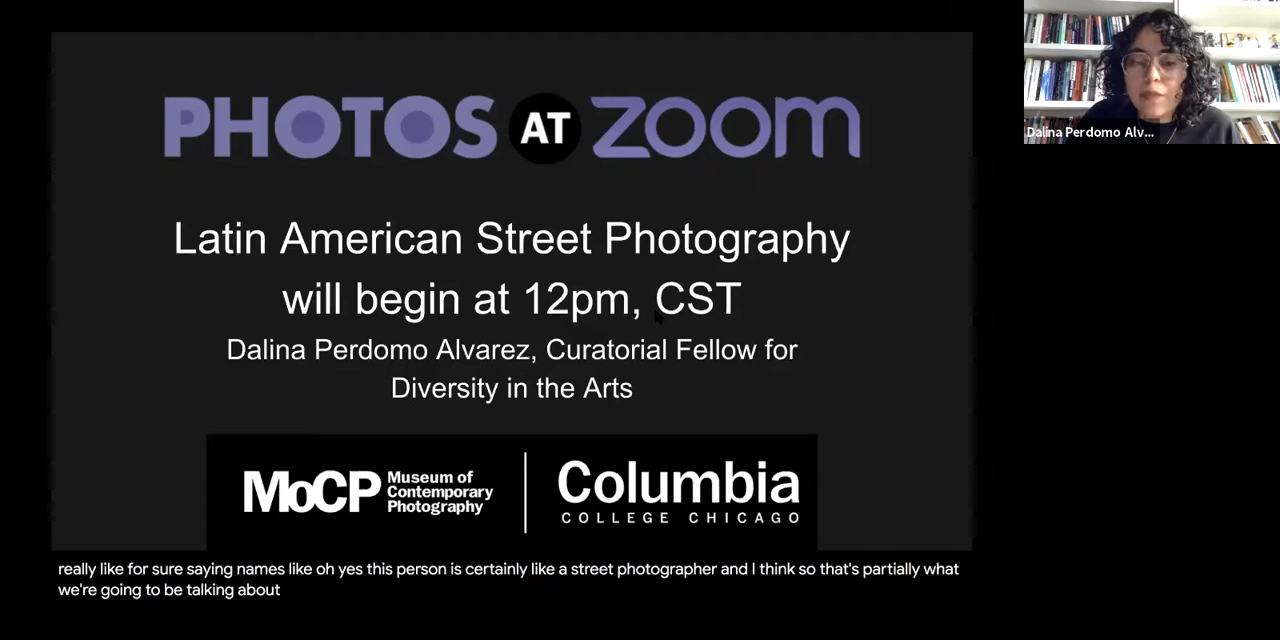 PHOTOS AT zoom
Latin American Street Photography
will begin at 12pm, CST
Dalina Perdomo Alvarez, Curatorial Fellow for
Diversity in the Arts
MoCP
Museum of
Contemporary
Photography
Columbia
COLLEGE CHICAGO
really like for sure saying names like oh yes this person is certainly like a street photographer and I think so that's partially what
we're going to be talking about
Dalina Perdomo Alv...